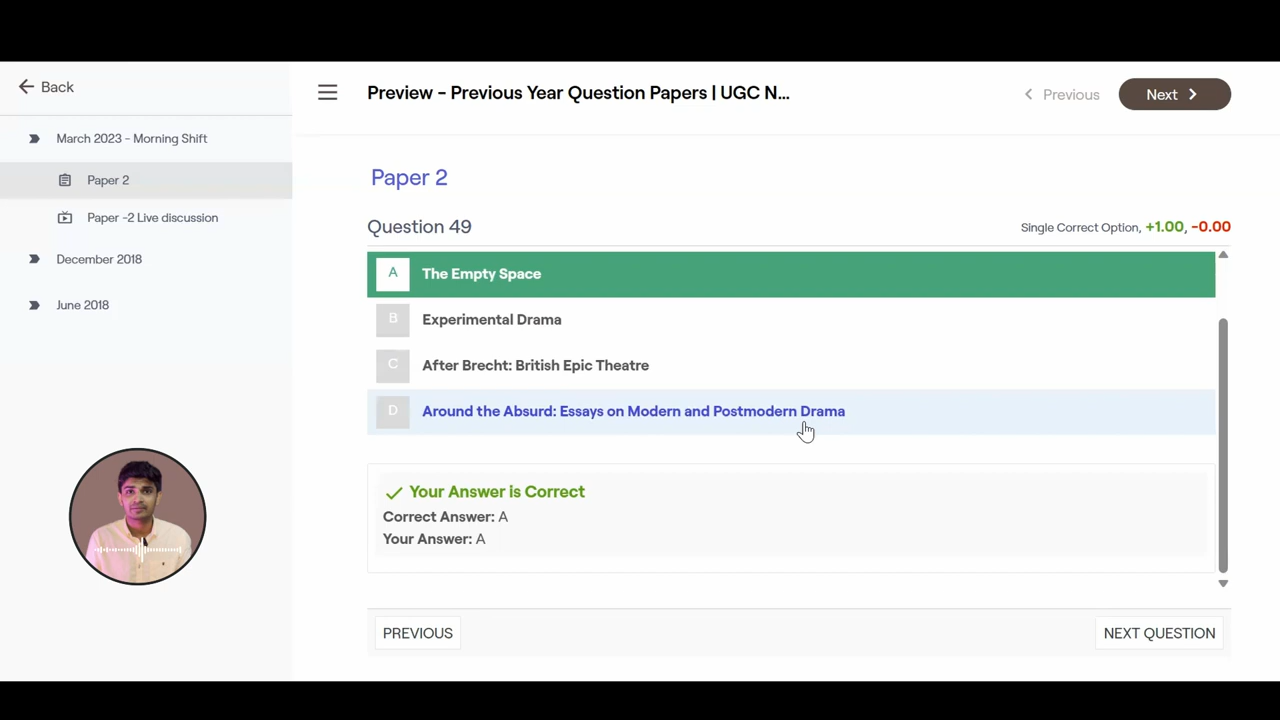 Back
Preview - Previous Year Question Papers | UGC N...
Previous
Next
March 2023 - Morning Shift
Paper 2
Paper -2 Live discussion
December 2018
June 2018
Paper 2
Question 49
Single Correct Option, +1.00, -0.00
A The Empty Space
B Experimental Drama
C After Brecht: British Epic Theatre
D Around the Absurd: Essays on Modern and Postmodern Drama
Your Answer is Correct
Correct Answer: A
Your Answer: A
PREVIOUS
NEXT QUESTION